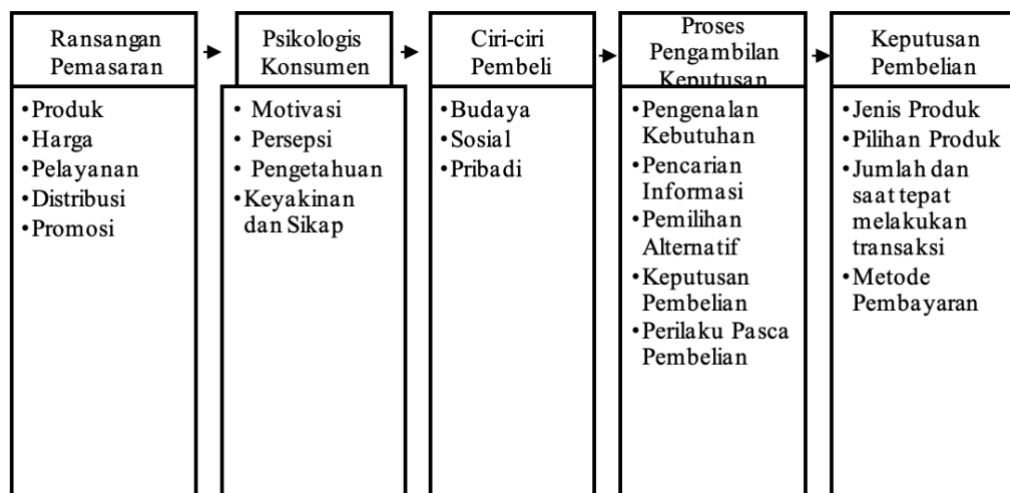 Ransangan
Pemasaran
•Produk
•Harga
•Pelayanan
•Distribusi
•Promosi
Psikologis
Konsumen
• Motivasi
• Persepsi
• Pengetahuan
•Keyakinan
dan Sikap
Ciri-ciri
Pembeli
•Budaya
•Sosial
•Pribadi
Proses
Pengambilan
Keputusan
•Pengenalan
Kebutuhan
•Pencarian
Informasi
•Pemilihan
Alternatif
•Keputusan
Pembelian
•Perilaku Pasca
Pembelian
Keputusan
Pembelian
•Jenis Produk
•Pilihan Produk
•Jumlah dan
saat tepat
melakukan
transaksi
•Metode
Pembayaran